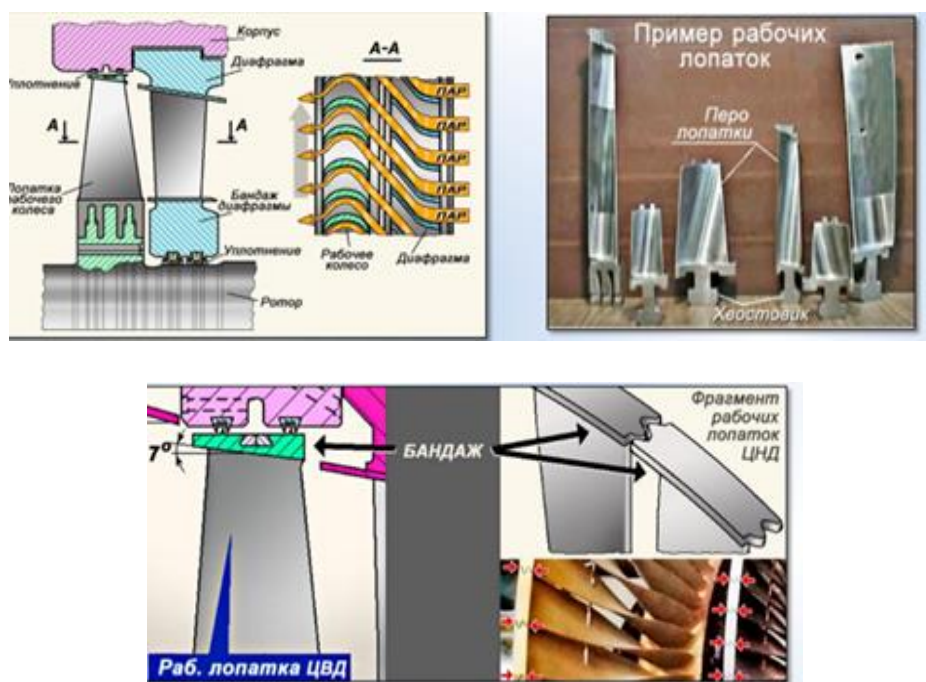 Корпус
А-А
Диафрагма
Уплотнение
А
А
ПАР
ПАР
ПАР
ПАР
ПАР
Лопатка
рабочего
колеса
Бандаж
диафрагмы
Уплотнение
Рабочее
колесо
Диафрагма
Ротор
Пример рабочих
лопаток
Перо
лопатки
Хвостовик
7°
БАНДАЖ
Фрагмент
рабочих
лопаток
ЦНД
Раб. лопатка ЦВД